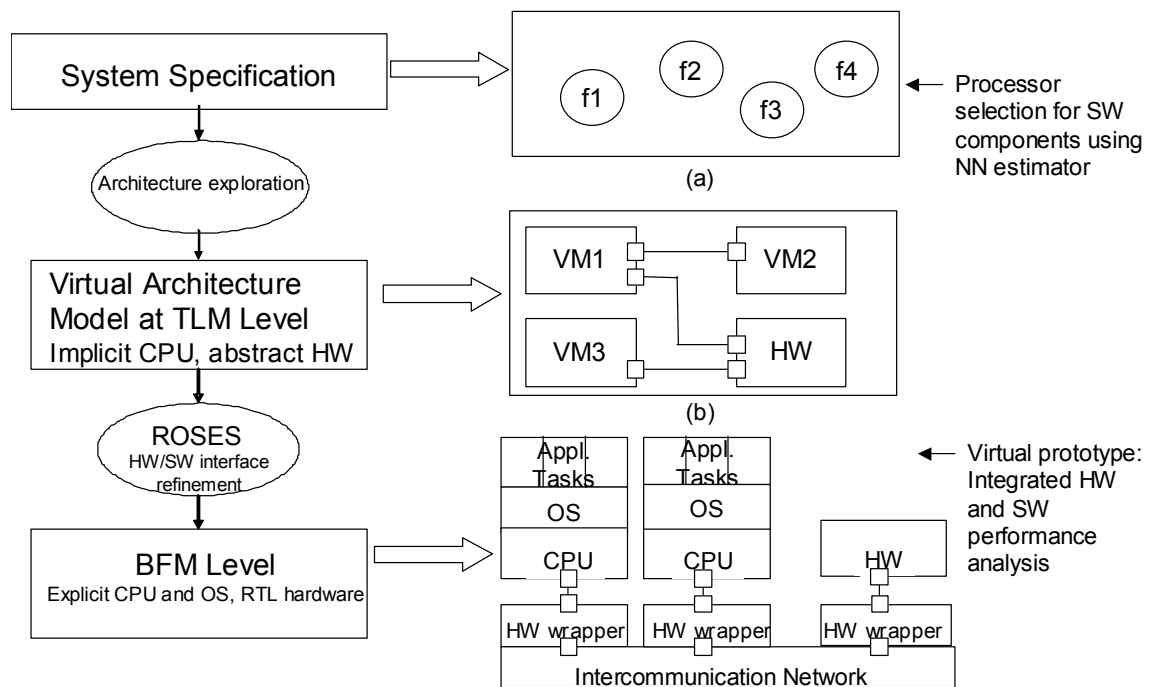 System Specification
f1
f2
f3
f4
Processor
selection for SW
components using
NN estimator
(a)
Architecture exploration
Virtual Architecture
Model at TLM Level
Implicit CPU, abstract HW
VM1
VM2
VM3
HW
(b)
ROSES
HW/SW interface
refinement
BFM Level
Explicit CPU and OS, RTL hardware
Appl.
Tasks
OS
CPU
HW wrapper
Appl.
Tasks
OS
CPU
HW wrapper
HW
HW wrapper
Intercommunication Network
Virtual prototype:
Integrated HW
and SW
performance
analysis